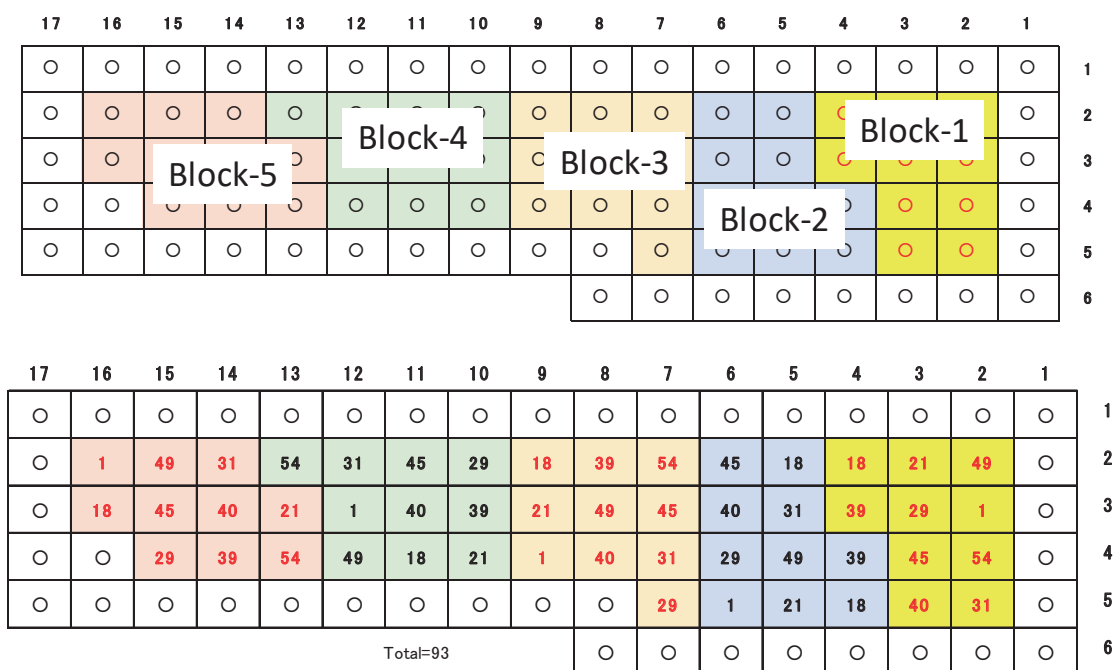 17 16 15 14 13 12 11 10 9 8 7 6 5 4 3 2 1
○ ○ ○ ○ ○ ○ ○ ○ ○ ○ ○ ○ ○ ○ ○ ○ ○ 1
○ ○ ○ ○ ○ ○ ○ ○ ○ ○ ○ ○ ○ ○ ○ 2
Block-1
Block-4
○ ○ ○ ○ ○ ○ ○ ○ ○ ○ ○ 3
Block-3
Block-5
○ ○ ○ ○ ○ ○ ○ ○ ○ ○ ○ ○ ○ ○ ○ 4
Block-2
○ ○ ○ ○ ○ ○ ○ ○ ○ ○ ○ ○ ○ ○ ○ ○ ○ 5
○ ○ ○ ○ ○ ○ ○ ○ 6
17 16 15 14 13 12 11 10 9 8 7 6 5 4 3 2 1
○ ○ ○ ○ ○ ○ ○ ○ ○ ○ ○ ○ ○ ○ ○ ○ ○ 1
○ 1 49 31 54 31 45 29 18 39 54 45 18 18 21 49 ○ 2
○ 18 45 40 21 1 40 39 21 49 45 40 31 39 29 1 ○ 3
○ ○ 29 39 54 49 18 21 1 40 31 29 49 39 45 54 ○ 4
○ ○ ○ ○ ○ ○ ○ ○ ○ ○ 29 1 21 18 40 31 ○ 5
Total=93 ○ ○ ○ ○ ○ ○ ○ ○ 6